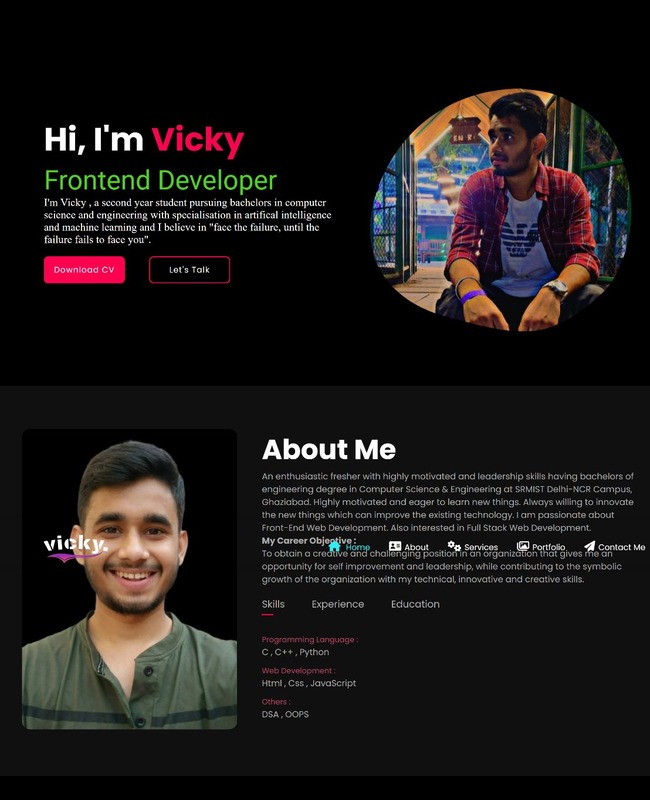 Hi, I'm Vicky
Frontend Developer
I'm Vicky , a second year student pursuing bachelors in computer
science and engineering with specialisation in artifical intelligence
and machine learning and I believe in "face the failure, until the
failure fails to face you".
Download CV
Let's Talk
About Me
An enthusiastic fresher with highly motivated and leadership skills having bachelors of
engineering degree in Computer Science & Engineering at SRMIST Delhi-NCR Campus,
Ghaziabad. Highly motivated and eager to learn new things. Always willing to innovate
the new things which can improve the existing technology. I am passionate about
Front-End Web Development. Also interested in Full Stack Web Development.
My Career Objective :
vicky.
Home
About
Services
Portfolio
Contact Me
To obtain a creative and challenging position in an organization that gives me an
opportunity for self improvement and leadership, while contributing to the symbolic
growth of the organization with my technical, innovative and creative skills.
Skills
Experience
Education
Programming Language :
C , C++ , Python
Web Development :
Html , Css , JavaScript
Others :
DSA , OOPS